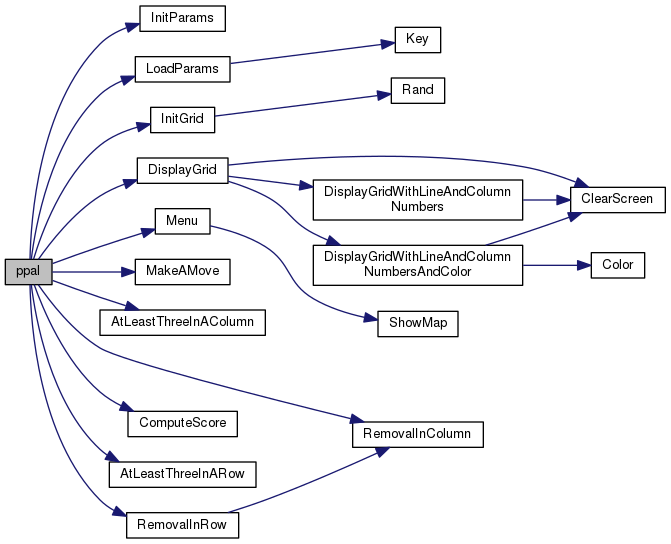 InitParams
Key
LoadParams
Rand
InitGrid
DisplayGrid
DisplayGridWithLineAndColumn
Numbers
ClearScreen
Menu
ppal
MakeAMove
DisplayGridWithLineAndColumn
NumbersAndColor
Color
AtLeastThreeInAColumn
ShowMap
ComputeScore
RemovalInColumn
AtLeastThreeInARow
RemovalInRow